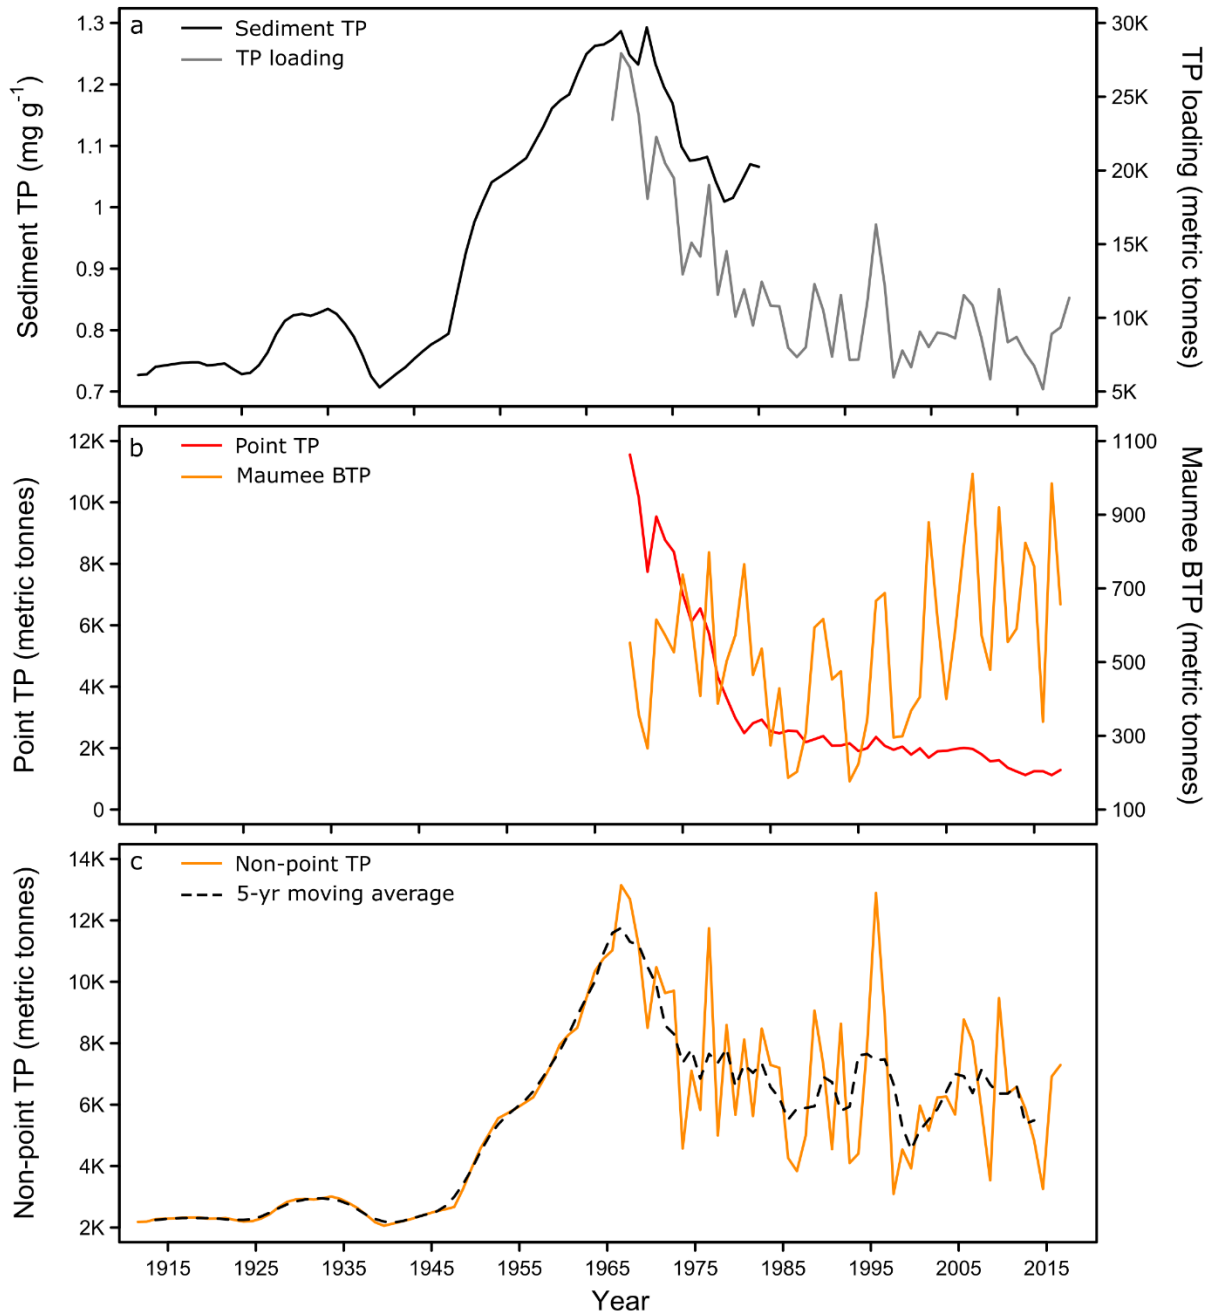 a
Sediment TP
TP loading
1.3
1.2
1.1
1
0.9
0.8
0.7
Sediment TP (mg g⁻¹)
30K
25K
20K
15K
10K
5K
TP loading (metric tonnes)
b
Point TP
Maumee BTP
12K
10K
8K
6K
4K
2K
0
Point TP (metric tonnes)
1100
900
700
500
300
100
Maumee BTP (metric tonnes)
c
Non-point TP
5-yr moving average
14K
12K
10K
8K
6K
4K
2K
Non-point TP (metric tonnes)
1915 1925 1935 1945 1955 1965 1975 1985 1995 2005 2015
Year